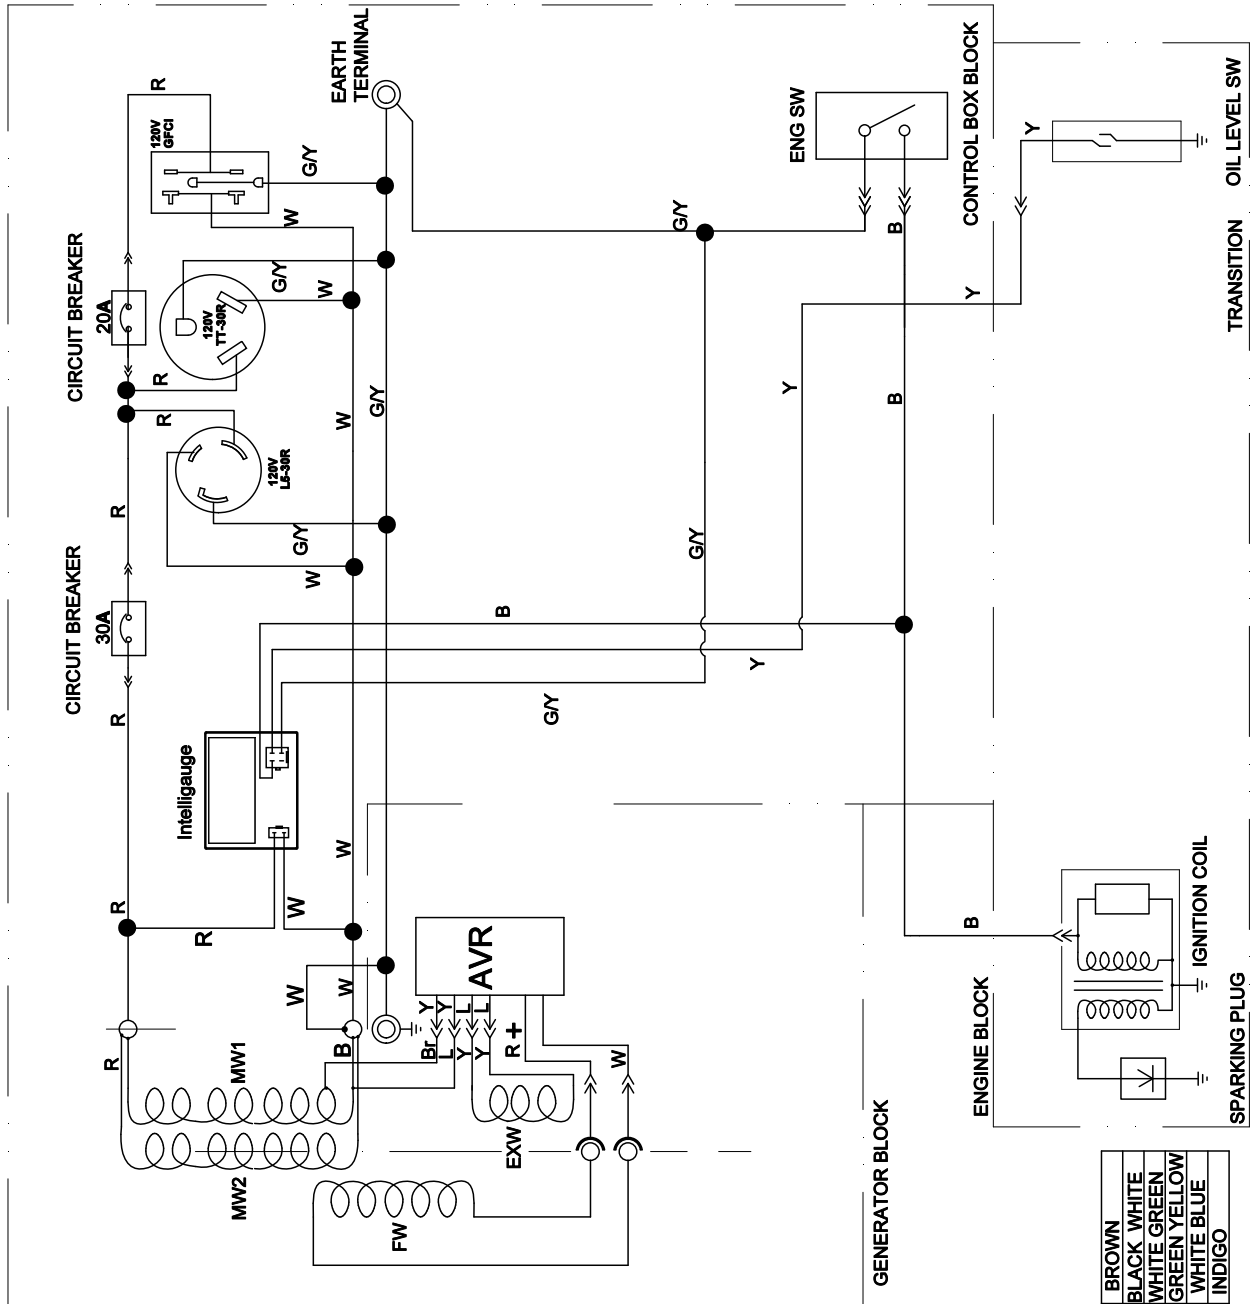 EARTH
TERMINAL
R
120V
GFCI
G/Y
W
CIRCUIT BREAKER
20A
120V
TT-30R
G/Y
W
R
R
120V
L5-30R
W
G/Y
R
G/Y
W
CIRCUIT BREAKER
30A
R
Intelligauge
R
R
W
W
W
W
B
R
MW1
MW2
AVR
Y
Y
L
L
Br
L
Y
Y
R
+
W
EXW
FW
GENERATOR BLOCK
ENG SW
CONTROL BOX BLOCK
G/Y
B
Y
Y
B
G/Y
B
Y
G/Y
Y
OIL LEVEL SW
TRANSITION
B
ENGINE BLOCK
IGNITION COIL
SPARKING PLUG
BROWN
BLACK WHITE
WHITE GREEN
GREEN YELLOW
WHITE BLUE
INDIGO